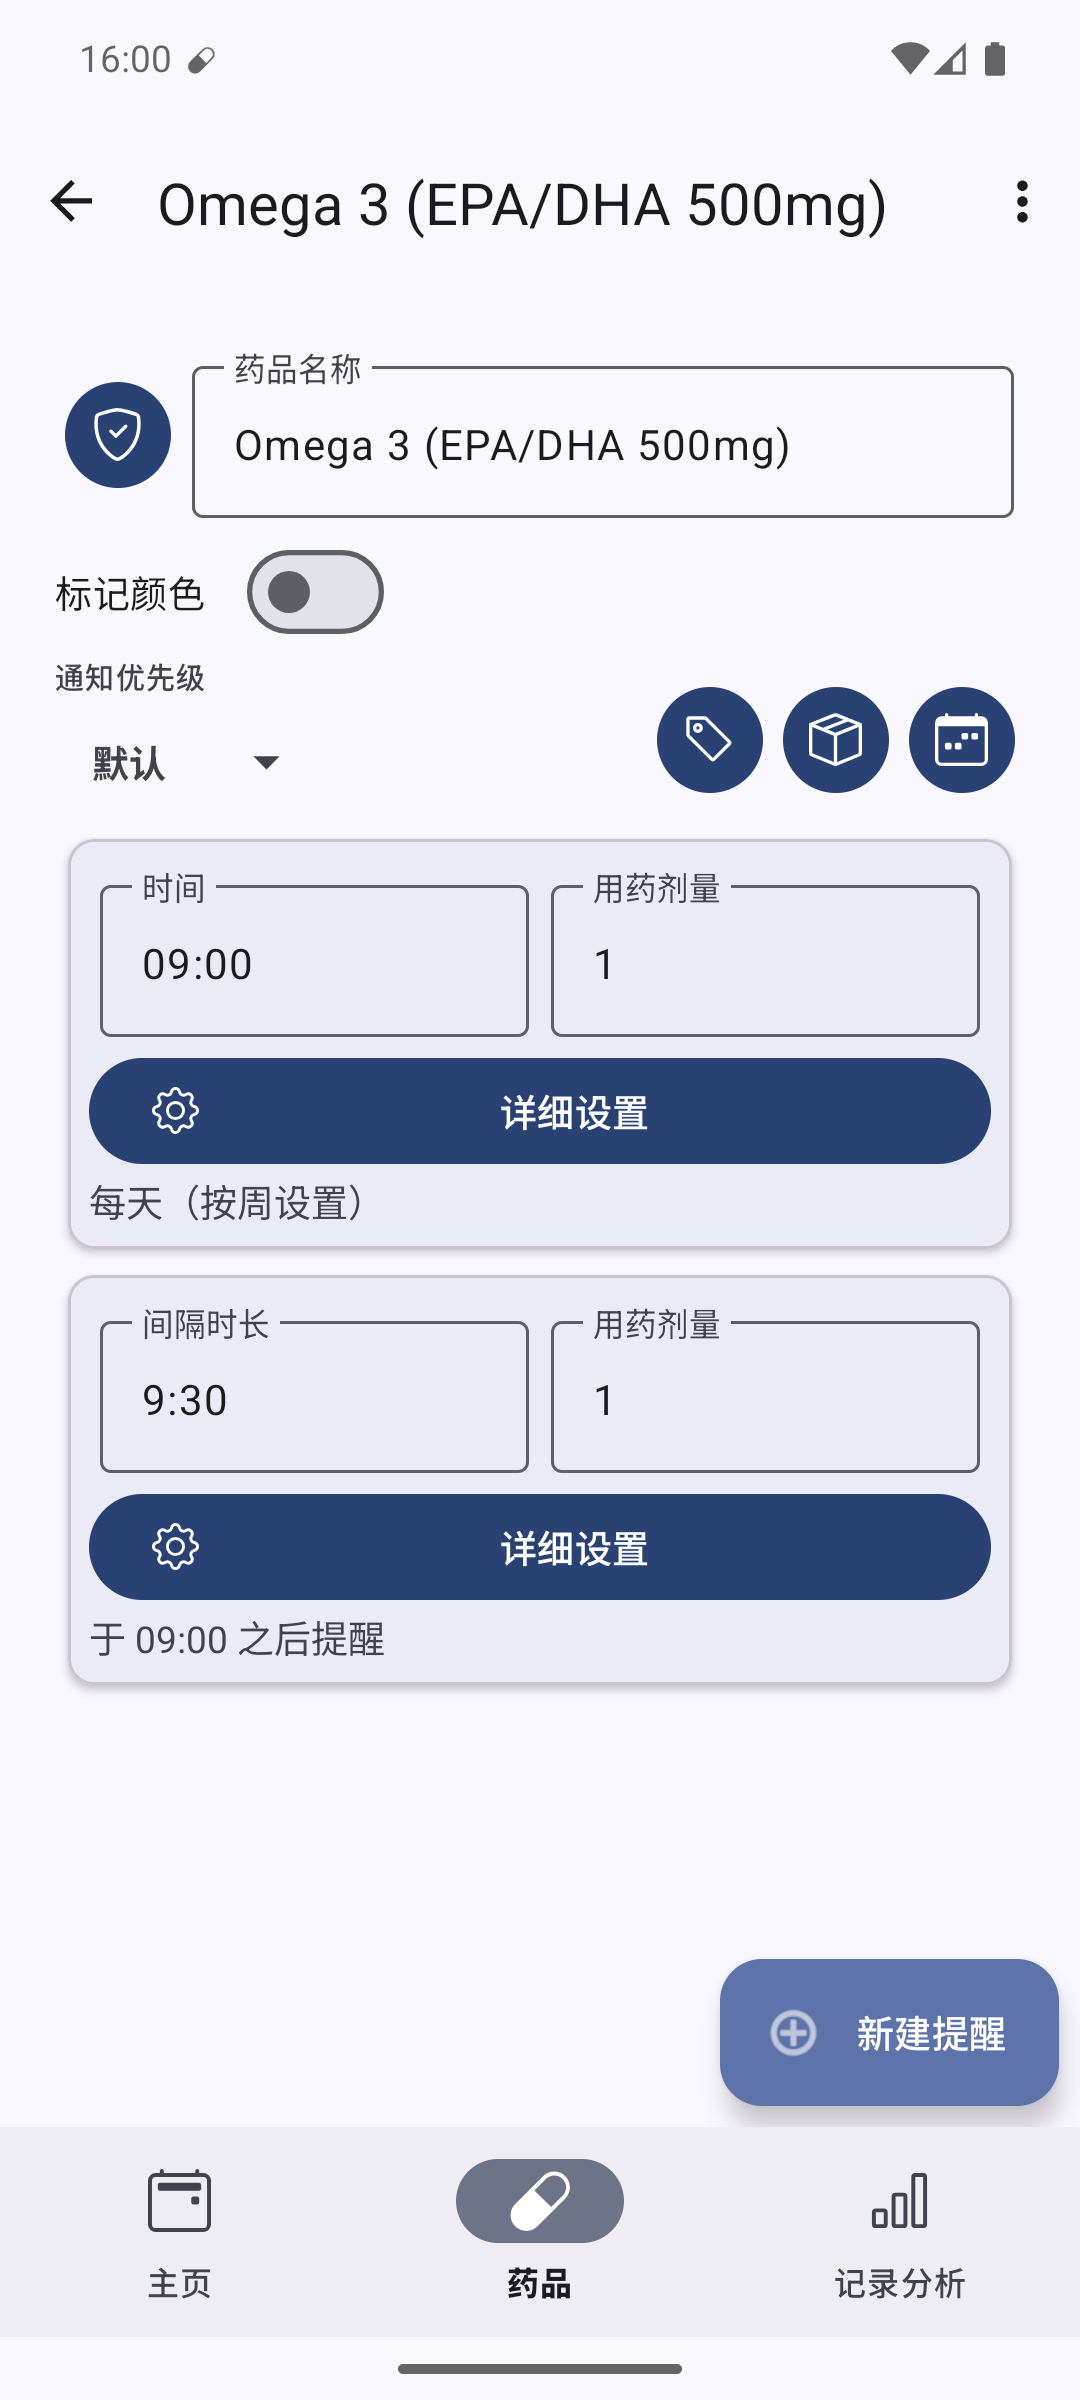 16:00
Omega 3 (EPA/DHA 500mg)
药品名称
Omega 3 (EPA/DHA 500mg)
标记颜色
通知优先级
默认
时间
用药剂量
09:00
1
详细设置
每天（按周设置）
间隔时长
用药剂量
9:30
1
详细设置
于 09:00 之后提醒
新建提醒
主页
药品
记录分析